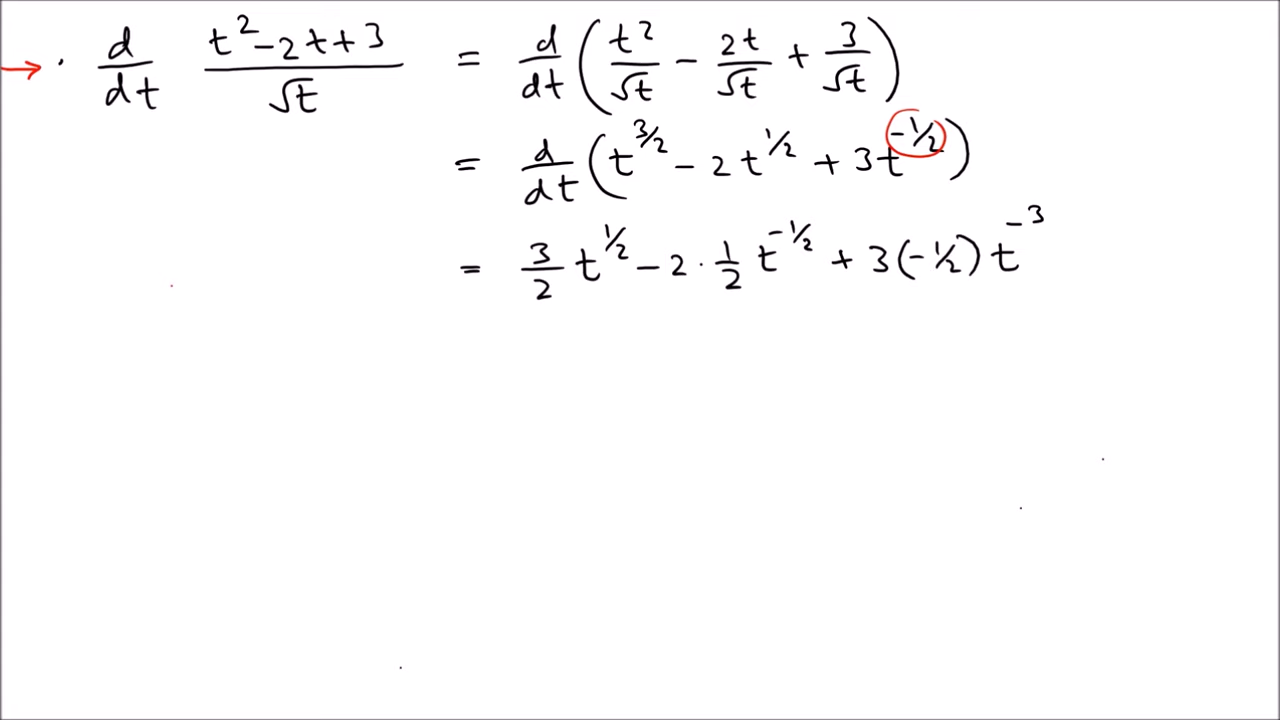 · d/dt (t² - 2t + 3)/√t = d/dt (t²/√t - 2t/√t + 3/√t)
= d/dt (t^(3/2) - 2t^(1/2) + 3t^(-1/2))
= 3/2 t^(1/2) - 2 · 1/2 t^(-1/2) + 3(-1/2) t^(-3)